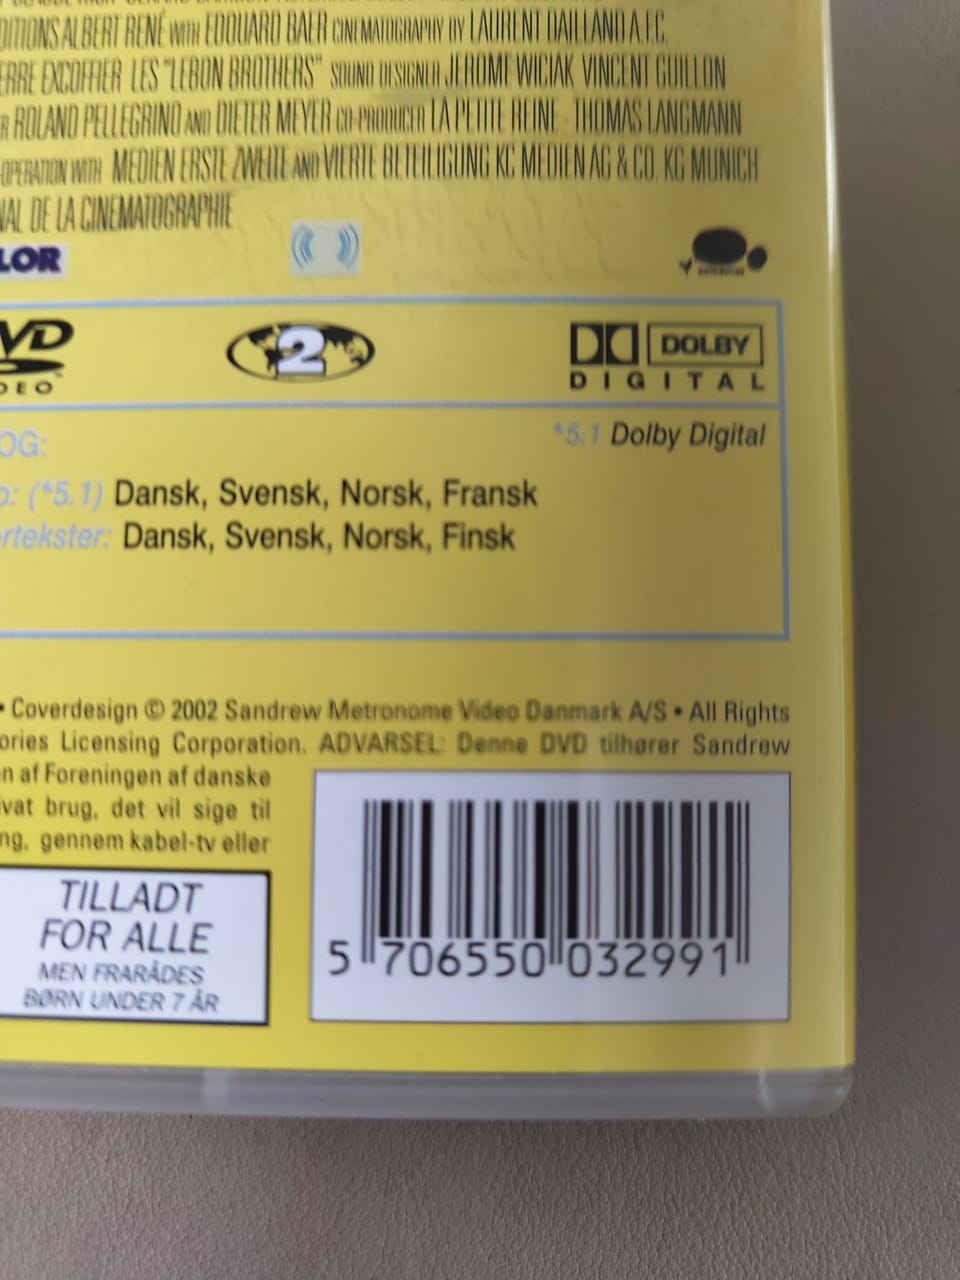 DITIONS ALBERT RENÉ WITH EDOUARD BAER CINEMATOGRAPHY BY LAURENT DAILLAND A.F.C.
ERRE EXCOFFIER LES "LEBON BROTHERS" SOUND DESIGNER JEROME WICIAK VINCENT GUILLON
R ROLAND PELLEGRINO AND DIETER MEYER CO-PRODUCER LA PETITE REINE - THOMAS LANGMANN
-OPERATION WITH MEDIEN ERSTE ZWEITE AND VIERTE BETEILIGUNG KC MEDIEN AG & CO. KG MUNICH
NAL DE LA CINEMATOGRAPHIE
LOR
VD
DEO
2
DOLBY
DIGITAL
OG:
*5.1 Dolby Digital
o: (*5.1) Dansk, Svensk, Norsk, Fransk
rtekster: Dansk, Svensk, Norsk, Finsk
• Coverdesign © 2002 Sandrew Metronome Video Danmark A/S • All Rights
ories Licensing Corporation. ADVARSEL: Denne DVD tilhører Sandrew
n af Foreningen af danske
ivat brug, det vil sige til
ng, gennem kabel-tv eller
TILLADT
FOR ALLE
MEN FRARÅDES
BØRN UNDER 7 ÅR
5 706550 032991